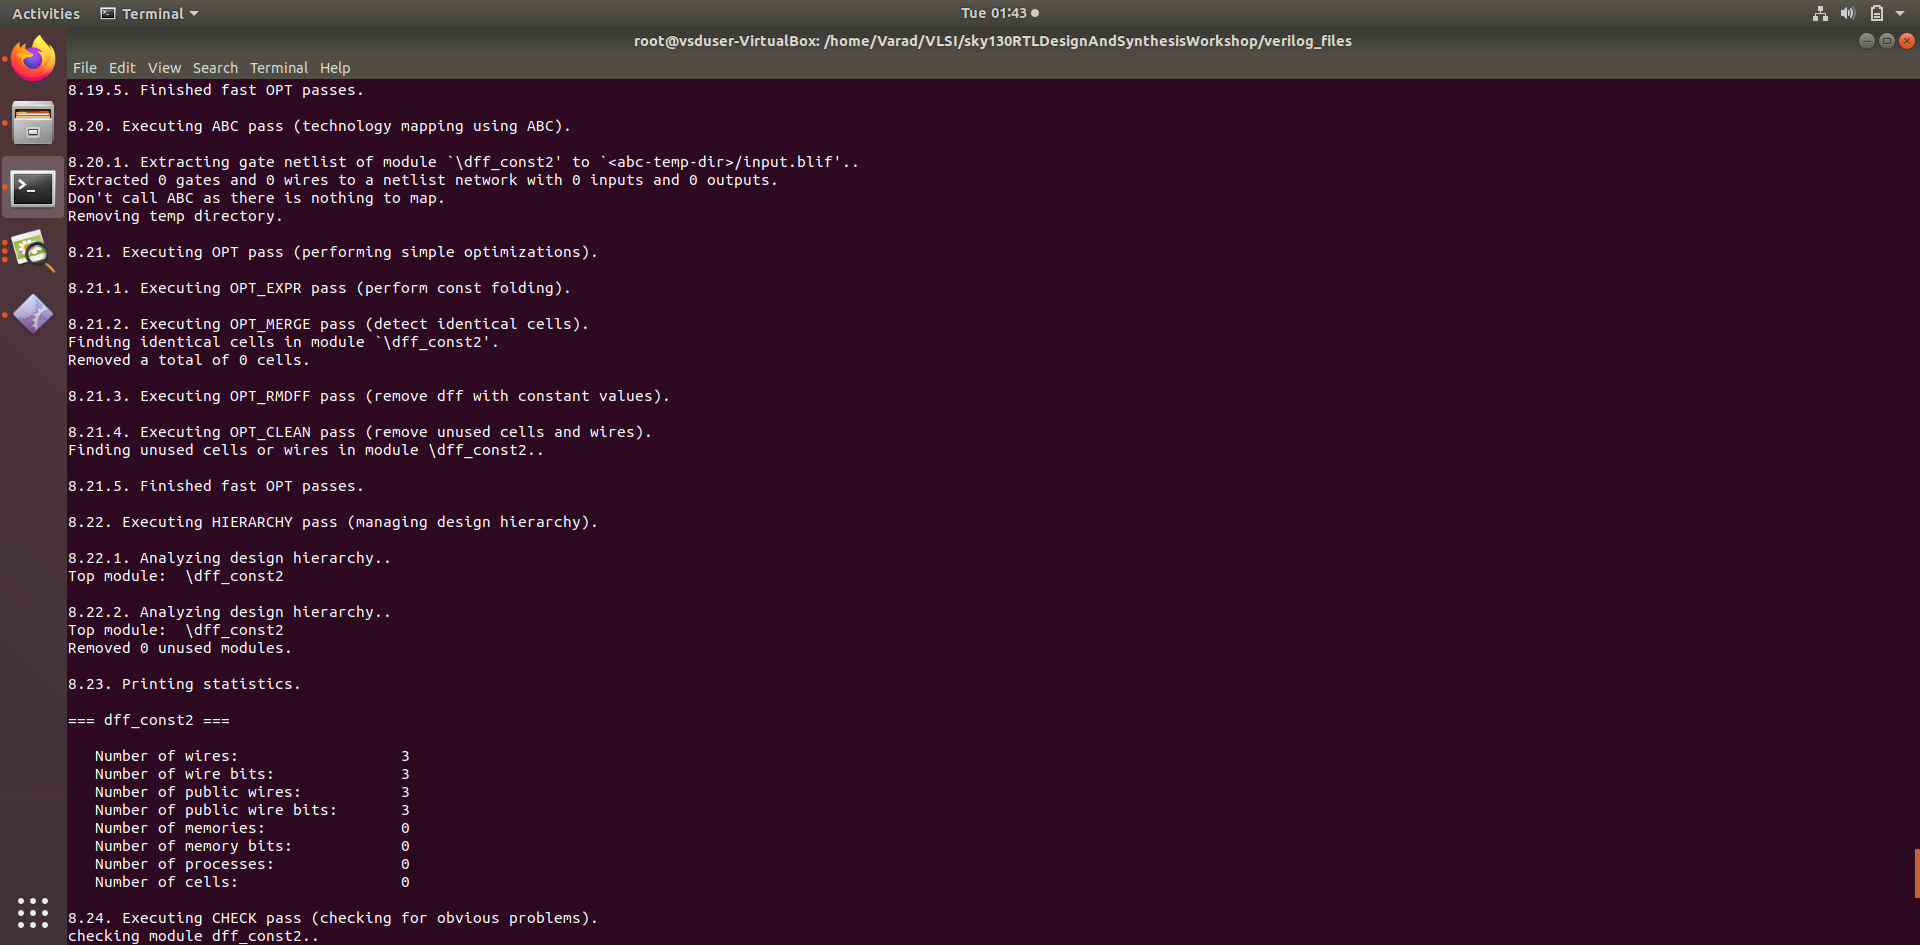 Activities
Terminal
Tue 01:43
root@vsduser-VirtualBox: /home/Varad/VLSI/sky130RTLDesignAndSynthesisWorkshop/verilog_files
File Edit View Search Terminal Help
8.19.5. Finished fast OPT passes.
8.20. Executing ABC pass (technology mapping using ABC).
8.20.1. Extracting gate netlist of module `\dff_const2' to `<abc-temp-dir>/input.blif'..
Extracted 0 gates and 0 wires to a netlist network with 0 inputs and 0 outputs.
Don't call ABC as there is nothing to map.
Removing temp directory.
8.21. Executing OPT pass (performing simple optimizations).
8.21.1. Executing OPT_EXPR pass (perform const folding).
8.21.2. Executing OPT_MERGE pass (detect identical cells).
Finding identical cells in module `\dff_const2'.
Removed a total of 0 cells.
8.21.3. Executing OPT_RMDFF pass (remove dff with constant values).
8.21.4. Executing OPT_CLEAN pass (remove unused cells and wires).
Finding unused cells or wires in module \dff_const2..
8.21.5. Finished fast OPT passes.
8.22. Executing HIERARCHY pass (managing design hierarchy).
8.22.1. Analyzing design hierarchy..
Top module:  \dff_const2
8.22.2. Analyzing design hierarchy..
Top module:  \dff_const2
Removed 0 unused modules.
8.23. Printing statistics.
=== dff_const2 ===
Number of wires: 3
Number of wire bits: 3
Number of public wires: 3
Number of public wire bits: 3
Number of memories: 0
Number of memory bits: 0
Number of processes: 0
Number of cells: 0
8.24. Executing CHECK pass (checking for obvious problems).
checking module dff_const2..